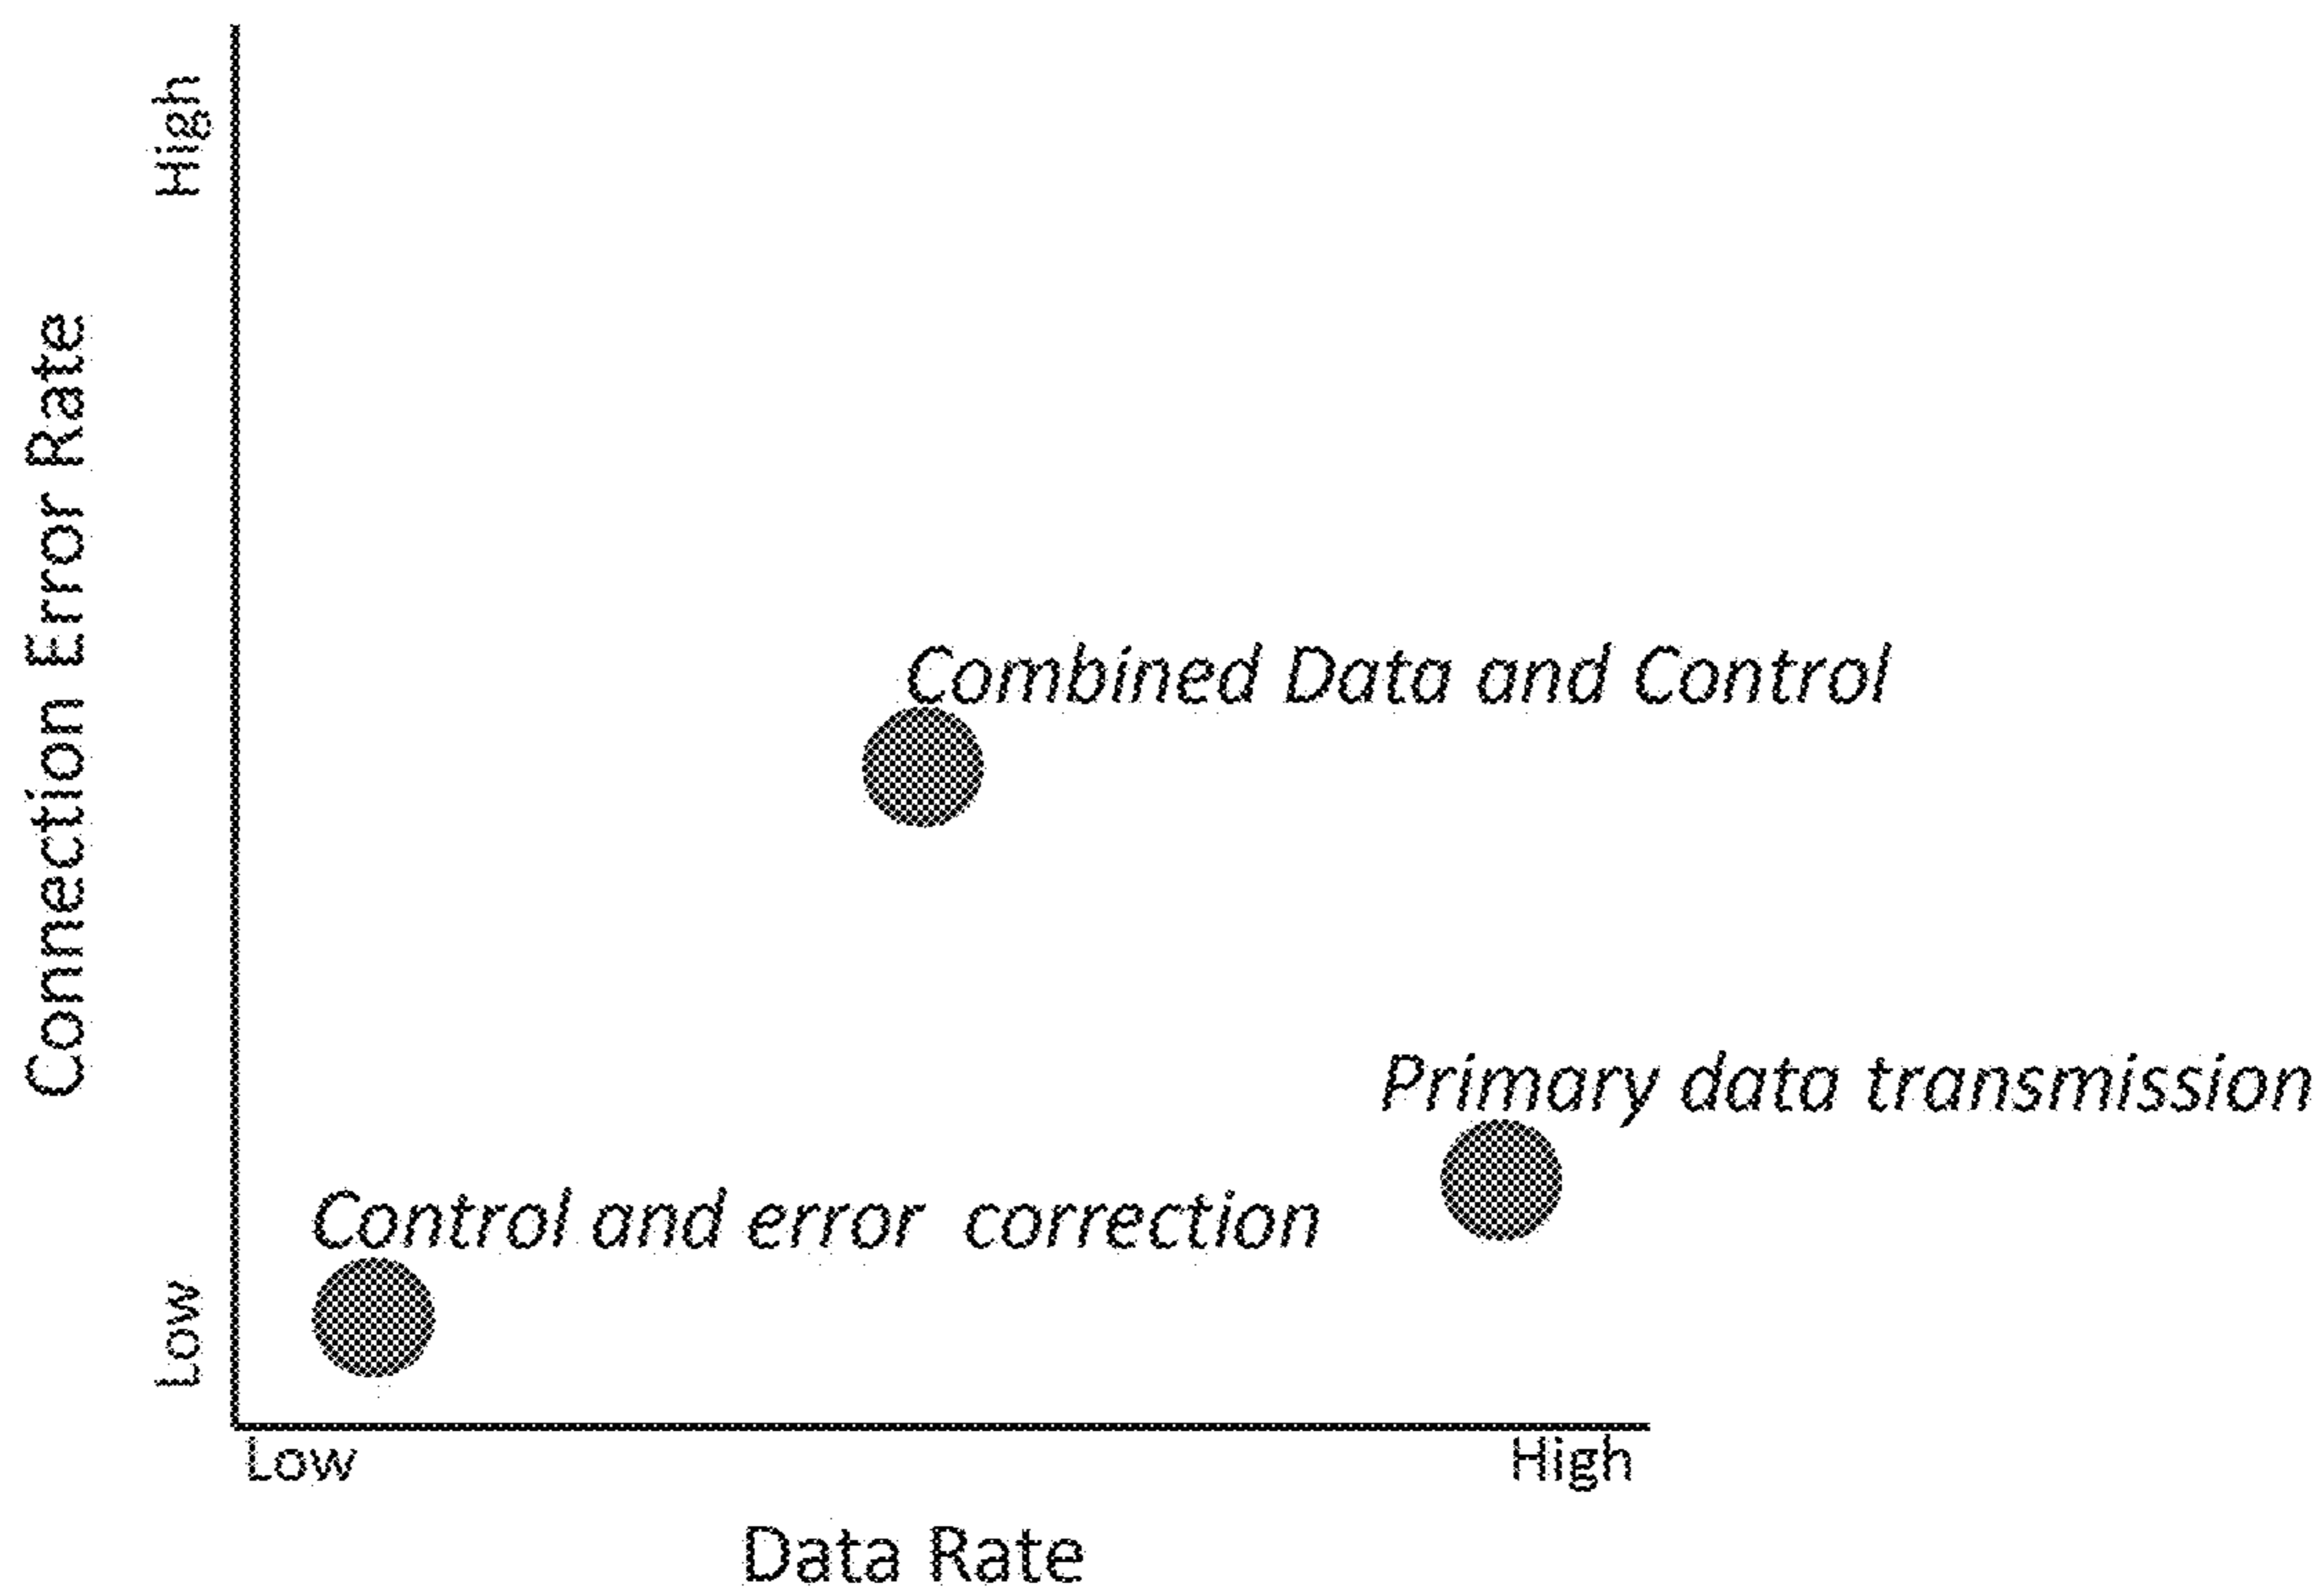 High
Connection Error Rate
Combined Data and Control
Primary data transmission
Control and error correction
Low
Low
High
Data Rate